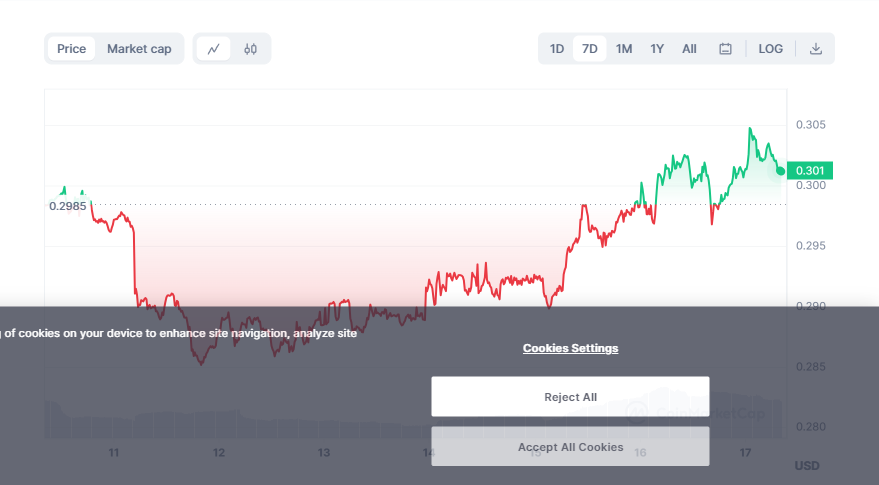 Price Market cap
1D 7D 1M 1Y All LOG
0.305
0.301
0.300
0.2985
0.295
0.290
g of cookies on your device to enhance site navigation, analyze site
Cookies Settings
0.285
Reject All
CoinMarketCap
0.280
Accept All Cookies
11 12 13 14 15 16 17
USD